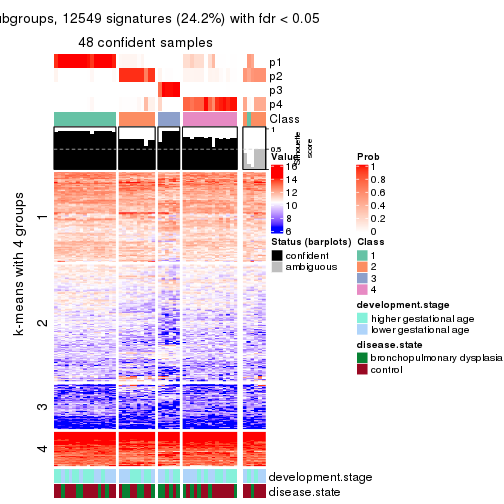 ubgroups, 12549 signatures (24.2%) with fdr < 0.05
48 confident samples
p1
p2
p3
p4
Class
1
0.5
Silhouette
score
k-means with 4 groups
1
2
3
4
Value
16
14
12
10
8
6
Prob
1
0.8
0.6
0.4
0.2
0
Status (barplots)
confident
ambiguous
Class
1
2
3
4
development.stage
higher gestational age
lower gestational age
disease.state
bronchopulmonary dysplasia
control
development.stage
disease.state